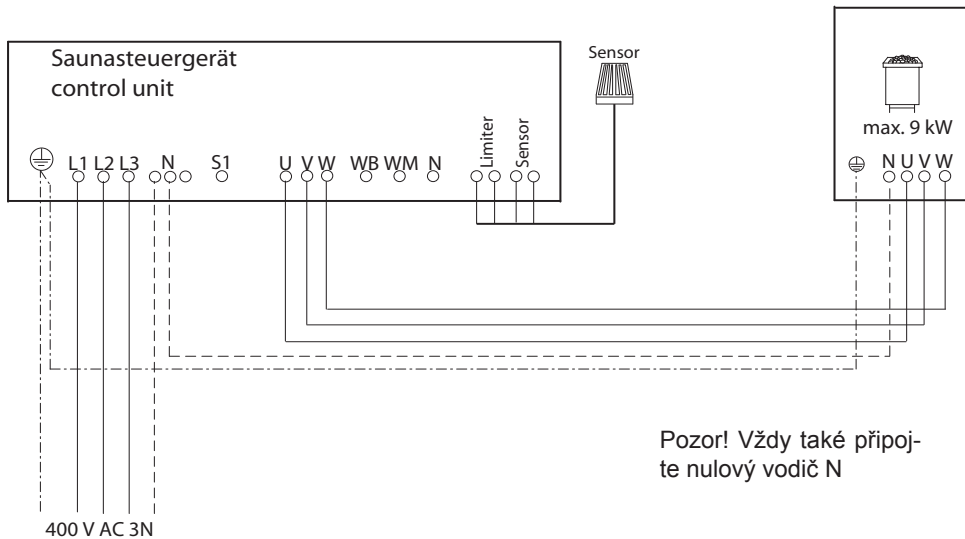 Saunasteuergerät
control unit
Sensor
max. 9 kW
L1 L2 L3 N S1 U V W WB WM N Limiter Sensor
N U V W
Pozor! Vždy také připoj-
te nulový vodič N
400 V AC 3N